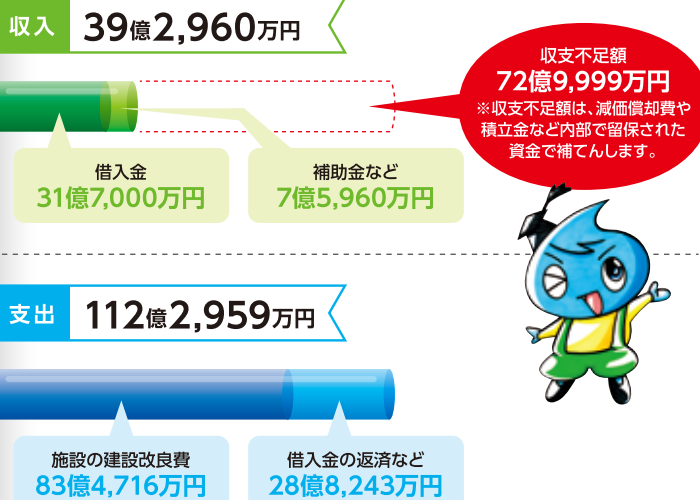 収入
39億2,960万円
収支不足額
72億9,999万円
※収支不足額は、減価償却費や
積立金など内部で留保された
資金で補てんします。
借入金
31億7,000万円
補助金など
7億5,960万円
支出
112億2,959万円
施設の建設改良費
83億4,716万円
借入金の返済など
28億8,243万円